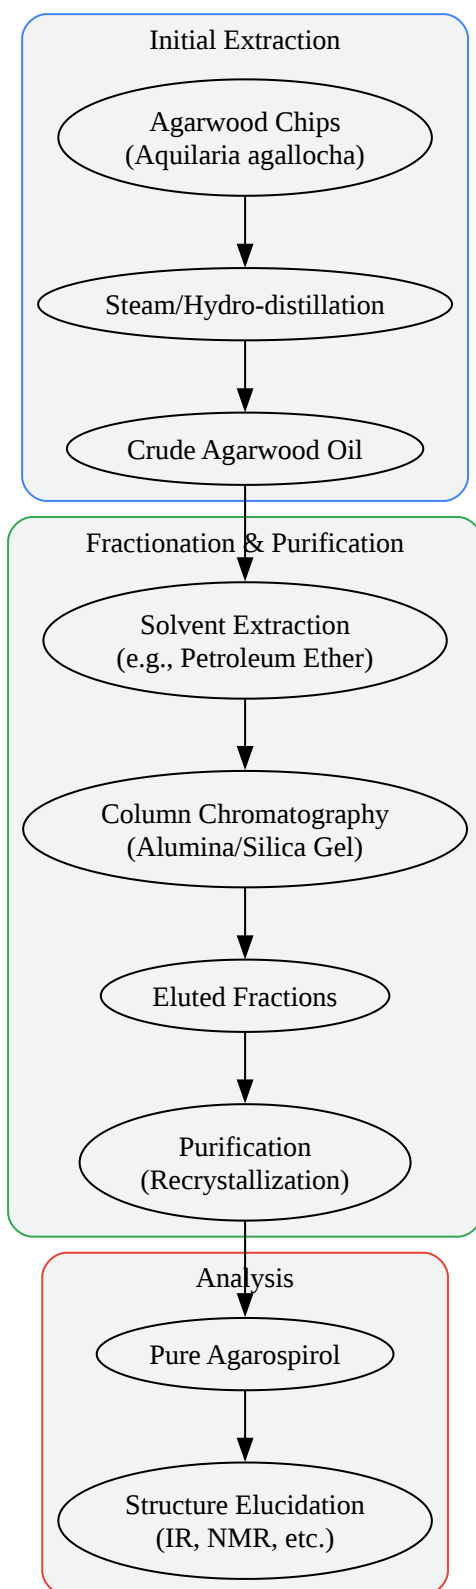 Initial Extraction
Agarwood Chips
(Aquilaria agallocha)
Steam/Hydro-distillation
Crude Agarwood Oil
Fractionation & Purification
Solvent Extraction
(e.g., Petroleum Ether)
Column Chromatography
(Alumina/Silica Gel)
Eluted Fractions
Purification
(Recrystallization)
Analysis
Pure Agarospirol
Structure Elucidation
(IR, NMR, etc.)